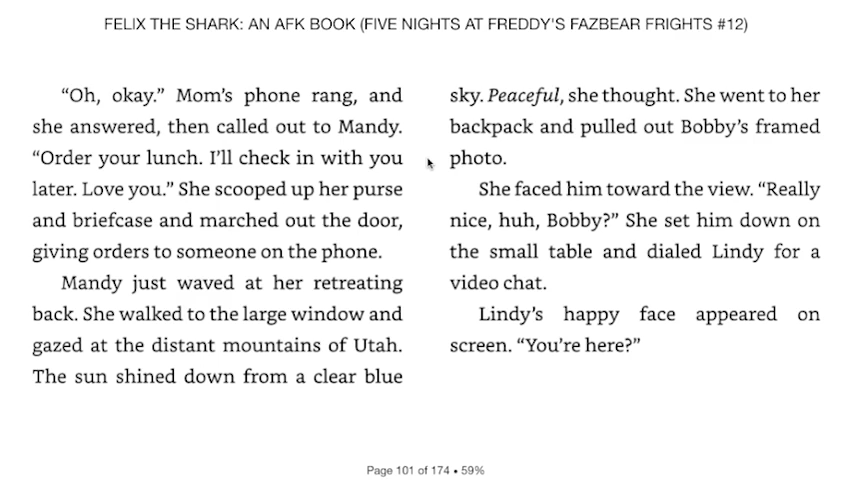 FELIX THE SHARK: AN AFK BOOK (FIVE NIGHTS AT FREDDY'S FAZBEAR FRIGHTS #12)
“Oh, okay.” Mom’s phone rang, and
she answered, then called out to Mandy.
“Order your lunch. I’ll check in with you
later. Love you.” She scooped up her purse
and briefcase and marched out the door,
giving orders to someone on the phone.
Mandy just waved at her retreating
back. She walked to the large window and
gazed at the distant mountains of Utah.
The sun shined down from a clear blue
sky. Peaceful, she thought. She went to her
backpack and pulled out Bobby’s framed
photo.
She faced him toward the view. “Really
nice, huh, Bobby?” She set him down on
the small table and dialed Lindy for a
video chat.
Lindy’s happy face appeared on
screen. “You’re here?”
Page 101 of 174 • 59%